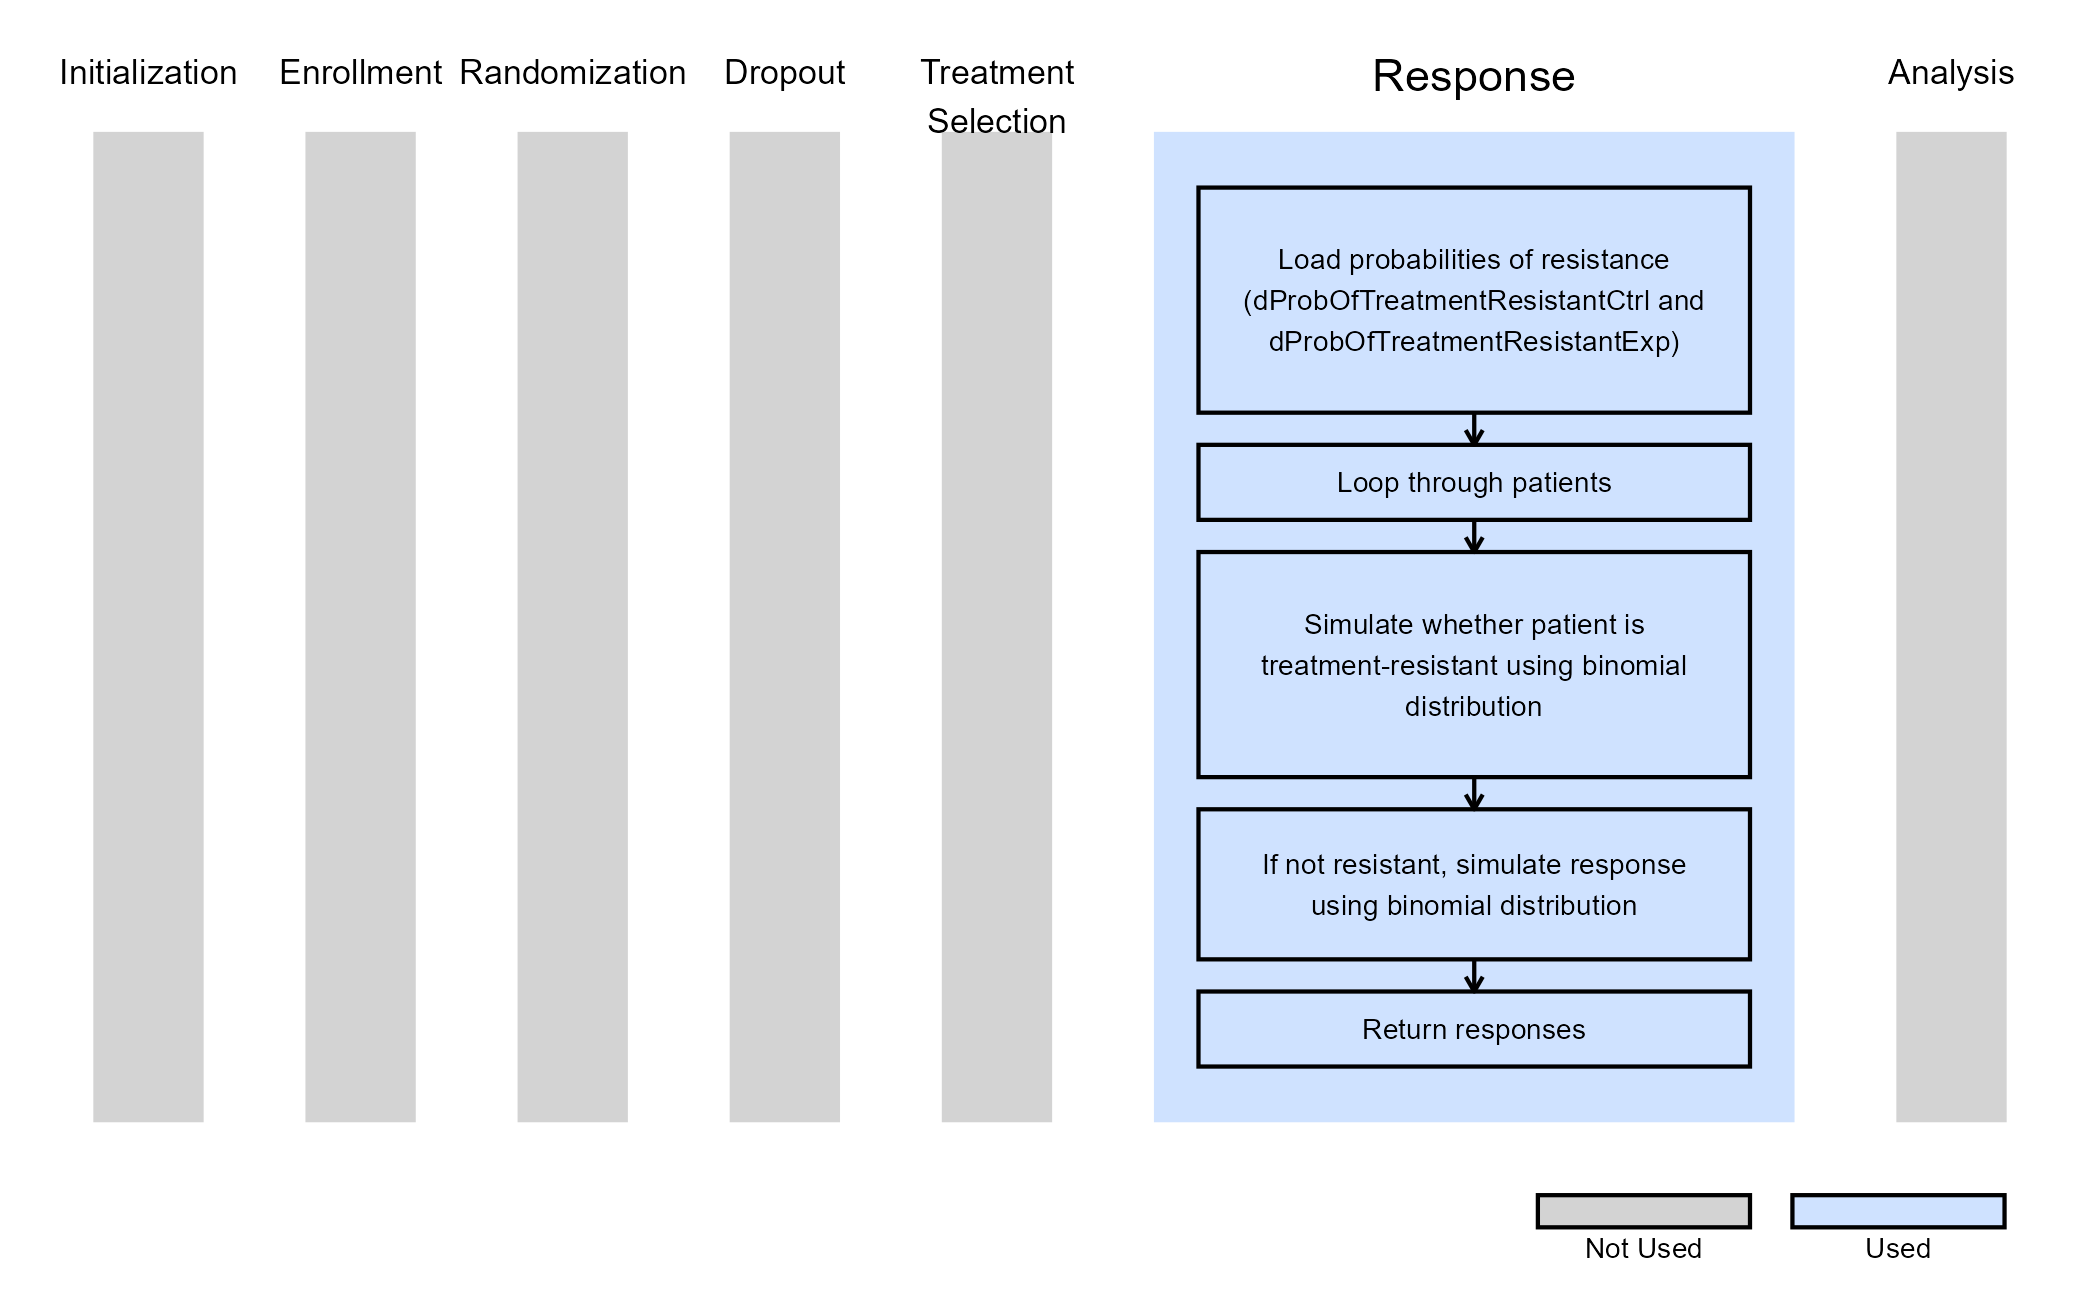 Initialization
Enrollment
Randomization
Dropout
Treatment
Selection
Response
Analysis
Load probabilities of resistance
(dProbOfTreatmentResistantCtrl and
dProbOfTreatmentResistantExp)
Loop through patients
Simulate whether patient is
treatment-resistant using binomial
distribution
If not resistant, simulate response
using binomial distribution
Return responses
Not Used
Used